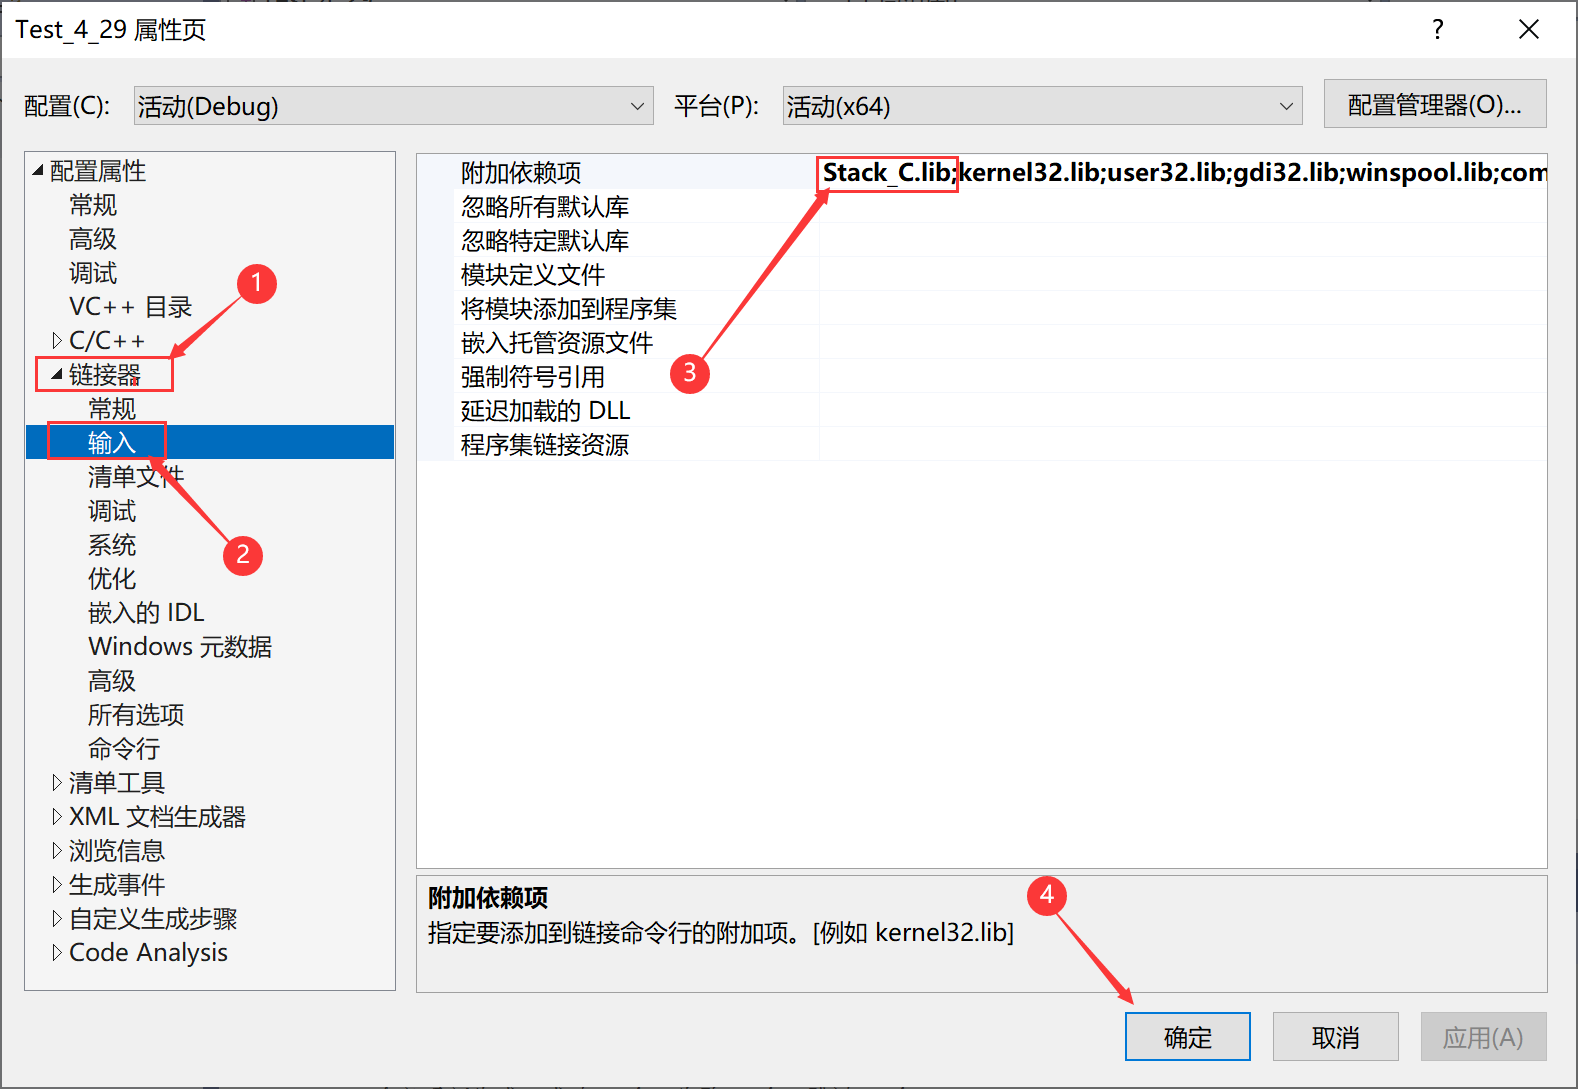 Test_4_29 属性页
?
配置(C):
活动(Debug)
平台(P):
活动(x64)
配置管理器(O)...
配置属性
常规
高级
调试
VC++ 目录
C/C++
链接器
常规
输入
清单文件
调试
系统
优化
嵌入的 IDL
Windows 元数据
高级
所有选项
命令行
清单工具
XML 文档生成器
浏览信息
生成事件
自定义生成步骤
Code Analysis
1
2
附加依赖项
Stack_C.lib;kernel32.lib;user32.lib;gdi32.lib;winspool.lib;com
忽略所有默认库
忽略特定默认库
模块定义文件
将模块添加到程序集
嵌入托管资源文件
强制符号引用
延迟加载的 DLL
程序集链接资源
3
附加依赖项
指定要添加到链接命令行的附加项。[例如 kernel32.lib]
4
确定
取消
应用(A)